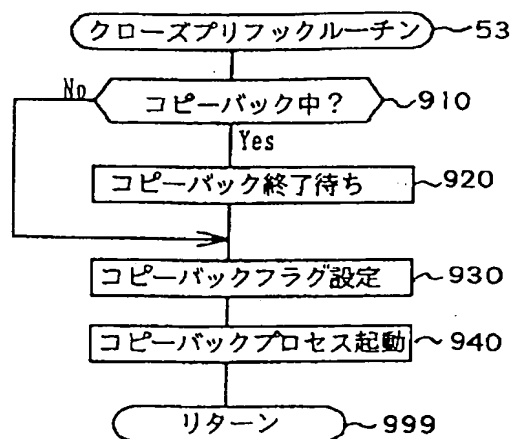 クローズプリフックルーチン 53
No コピーバック中? 910
Yes
コピーバック終了待ち 920
コピーバックフラグ設定 930
コピーバックプロセス起動 940
リターン 999